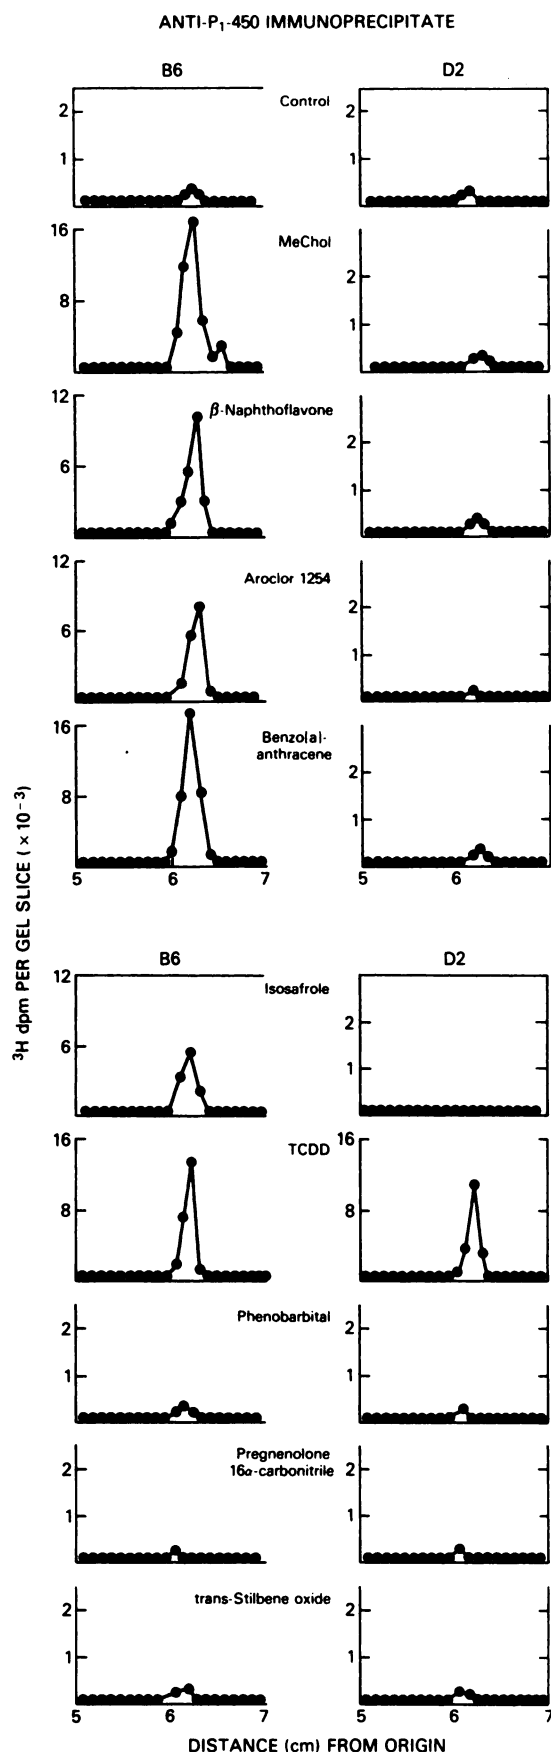 ANTI-P₁-450 IMMUNOPRECIPITATE
B6 D2
Control
2 2
1 1
MeChol
16
8
2
1
β-Naphthoflavone
12
6
2
1
Aroclor 1254
12
6
2
1
Benzo[a]-
anthracene
16
8
2
1
5 6 7 5 6 7
³H dpm PER GEL SLICE (× 10⁻³)
B6 D2
Isosafrole
12
6
2
1
TCDD
16 16
8 8
Phenobarbital
2 2
1 1
Pregnenolone
16α-carbonitrile
2 2
1 1
trans-Stilbene oxide
2 2
1 1
5 6 7 5 6 7
DISTANCE (cm) FROM ORIGIN